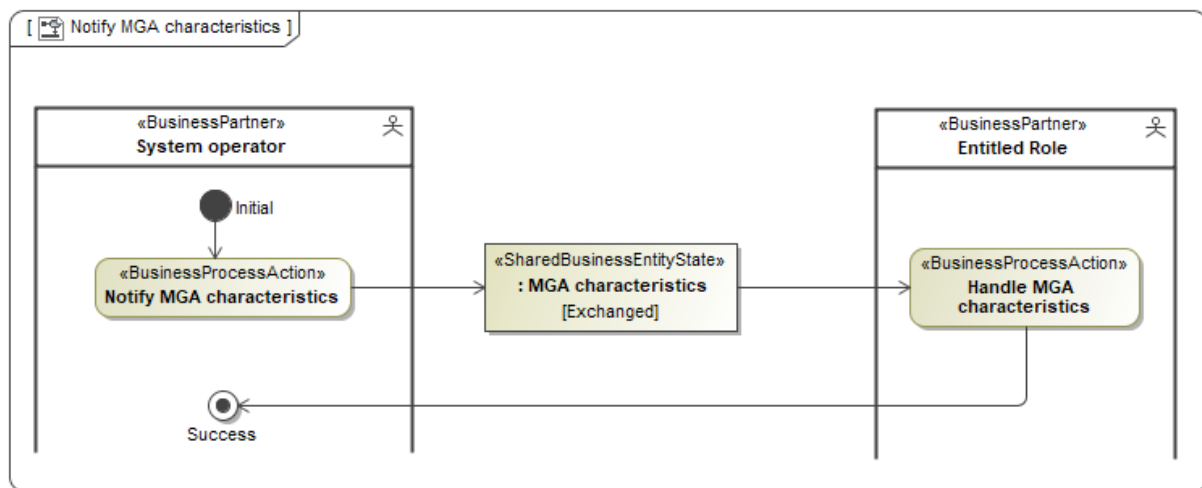 [ Notify MGA characteristics ]
«BusinessPartner»
System operator
«BusinessPartner»
Entitled Role
Initial
«BusinessProcessAction»
Notify MGA characteristics
«SharedBusinessEntityState»
: MGA characteristics
[Exchanged]
«BusinessProcessAction»
Handle MGA
characteristics
Success